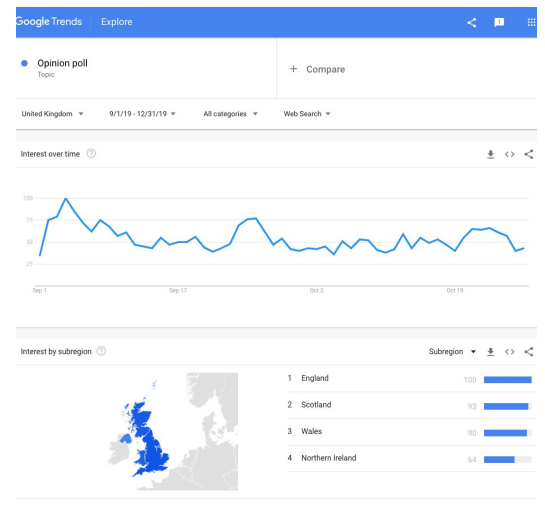 Google Trends Explore
Opinion poll
Topic
+ Compare
United Kingdom 9/1/19 - 12/31/19 All categories Web Search
Interest over time
100
75
50
25
Sep 1 Sep 17 Oct 3 Oct 19
Interest by subregion Subregion
1 England 100
2 Scotland 93
3 Wales 90
4 Northern Ireland 64